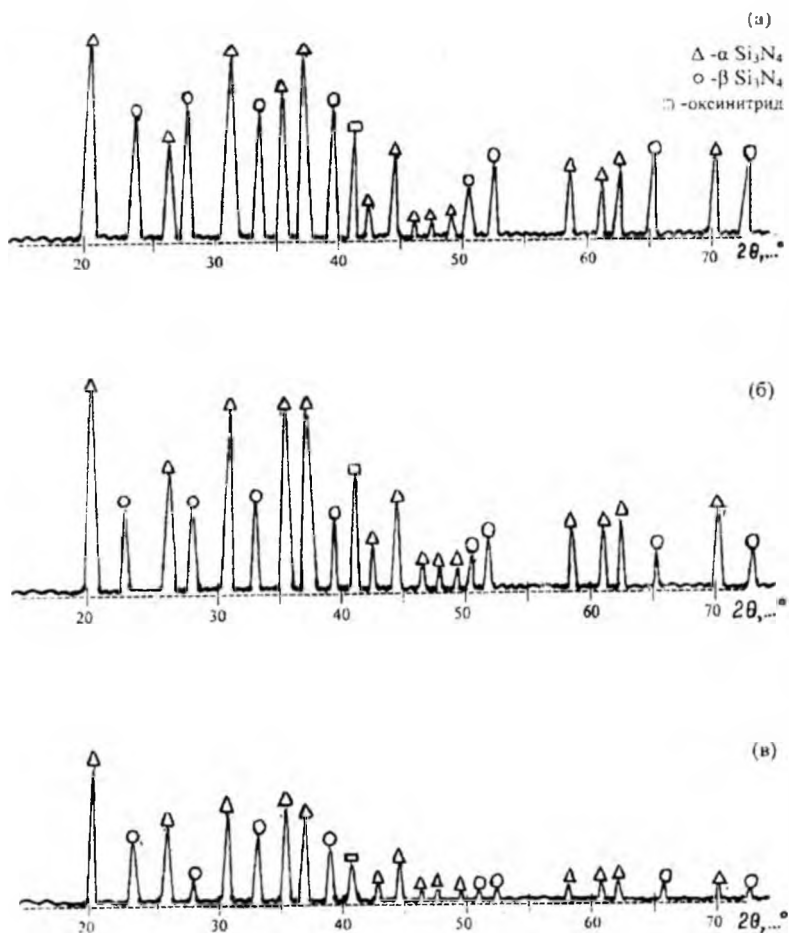 (а)
△ -α Si₃N₄
○ -β Si₃N₄
□ -оксинитрид
20 30 40 50 60 70 2θ,...°
(б)
20 30 40 50 60 70 2θ,...°
(в)
20 30 40 50 60 70 2θ,...°